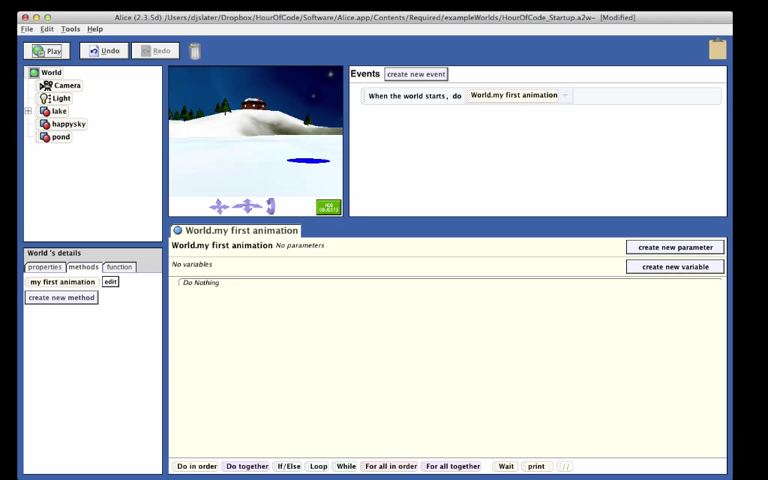 Alice (2.3.5d) /Users/djslater/Dropbox/HourOfCode/Software/Alice.app/Contents/Required/exampleWorlds/HourOfCode_Startup.a2w~ [Modified]
File Edit Tools Help
Play Undo Redo
World
Camera
Light
lake
happysky
pond
ADD OBJECTS
Events create new event
When the world starts, do World.my first animation
World 's details
properties methods function
my first animation edit
create new method
World.my first animation
World.my first animation No parameters create new parameter
No variables create new variable
Do Nothing
Do in order Do together If/Else Loop While For all in order For all together Wait print //